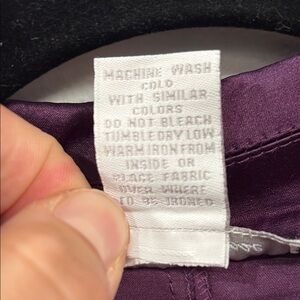 MACHINE WASH
COLD
WITH SIMILAR
COLORS
DO NOT BLEACH
TUMBLE DRY LOW
WARM IRON FROM
INSIDE OR
PLACE FABRIC
OVER WHERE
TO BE IRONED